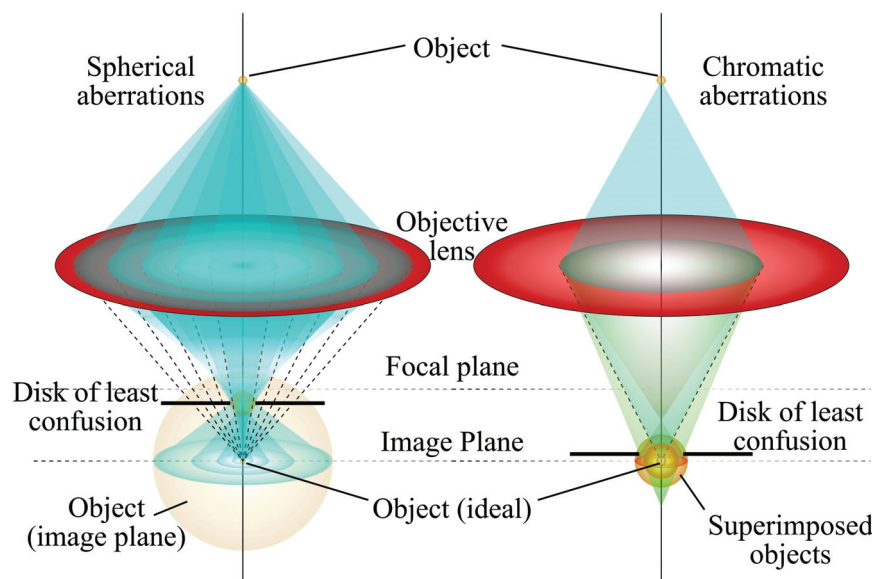 Spherical
aberrations
Object
Chromatic
aberrations
Objective
lens
Focal plane
Disk of least
confusion
Disk of least
confusion
Image Plane
Object
(image plane)
Object (ideal)
Superimposed
objects